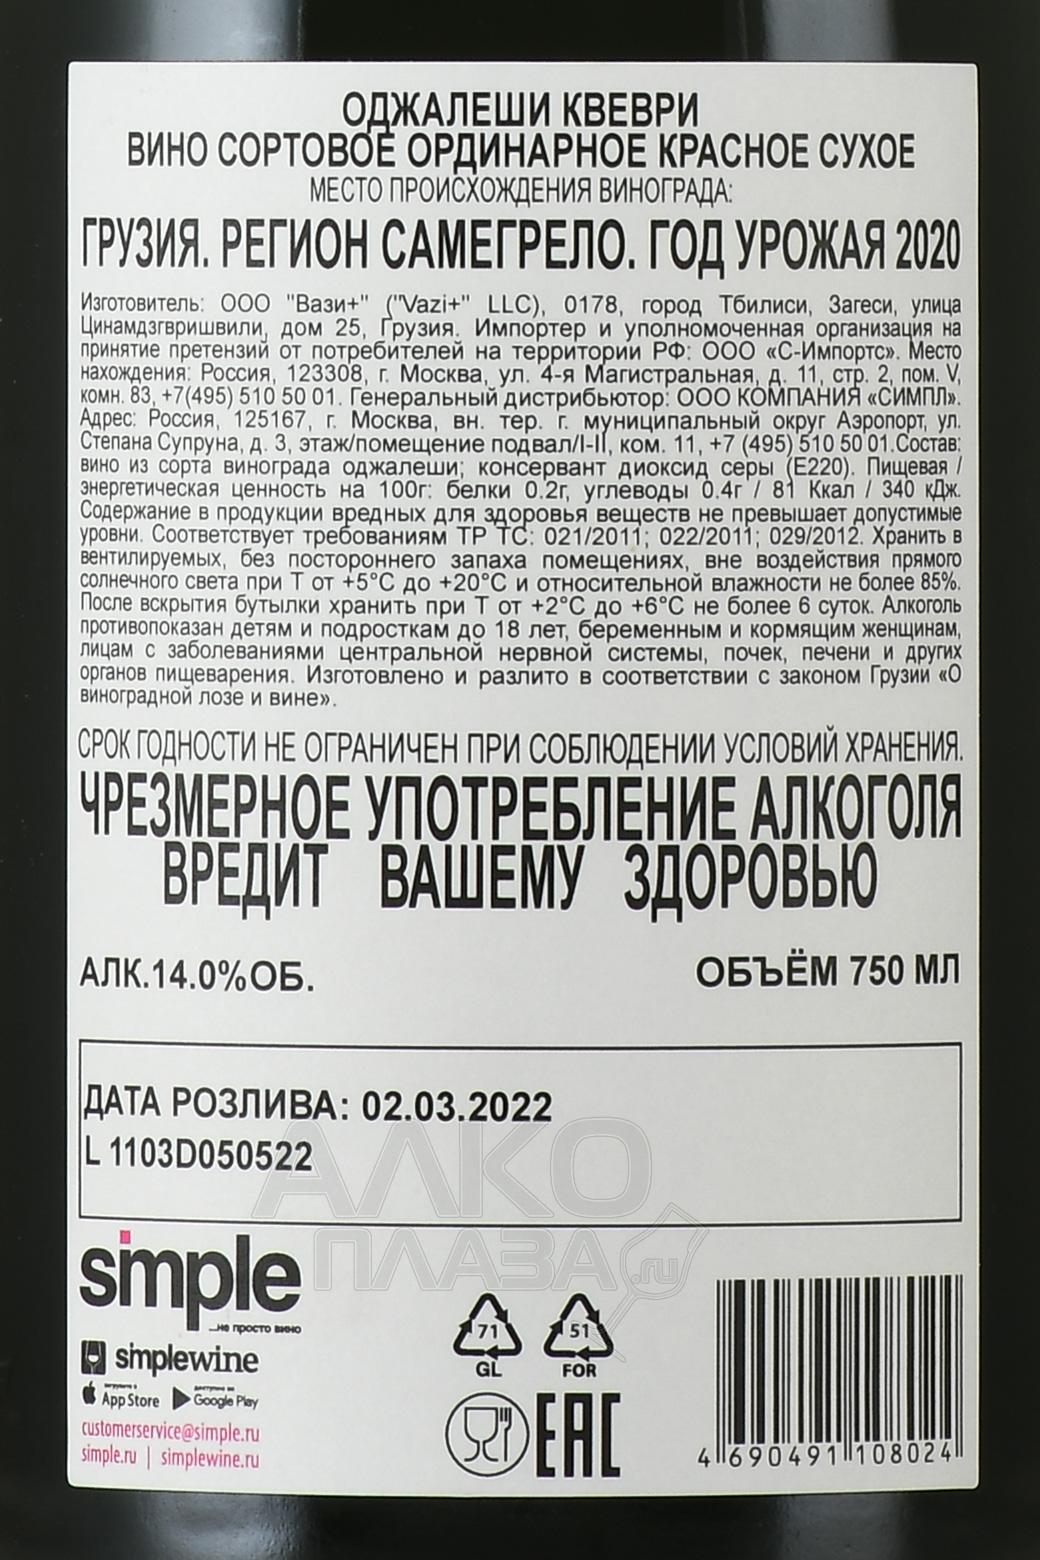 ОДЖАЛЕШИ КВЕВРИ
ВИНО СОРТОВОЕ ОРДИНАРНОЕ КРАСНОЕ СУХОЕ
МЕСТО ПРОИСХОЖДЕНИЯ ВИНОГРАДА:
ГРУЗИЯ. РЕГИОН САМЕГРЕЛО. ГОД УРОЖАЯ 2020
Изготовитель: ООО "Вази+" ("Vazi+" LLC), 0178, город Тбилиси, Загеси, улица
Цинамдзгвришвили, дом 25, Грузия. Импортер и уполномоченная организация на
принятие претензий от потребителей на территории РФ: ООО «С-Импортс». Место
нахождения: Россия, 123308, г. Москва, ул. 4-я Магистральная, д. 11, стр. 2, пом. V,
комн. 83, +7(495) 510 50 01. Генеральный дистрибьютор: ООО КОМПАНИЯ «СИМПЛ».
Адрес: Россия, 125167, г. Москва, вн. тер. г. муниципальный округ Аэропорт, ул.
Степана Супруна, д. 3, этаж/помещение подвал/I-II, ком. 11, +7 (495) 510 50 01.Состав:
вино из сорта винограда оджалеши; консервант диоксид серы (Е220). Пищевая /
энергетическая ценность на 100г: белки 0.2г, углеводы 0.4г / 81 Ккал / 340 кДж.
Содержание в продукции вредных для здоровья веществ не превышает допустимые
уровни. Соответствует требованиям ТР ТС: 021/2011; 022/2011; 029/2012. Хранить в
вентилируемых, без постороннего запаха помещениях, вне воздействия прямого
солнечного света при Т от +5°С до +20°С и относительной влажности не более 85%.
После вскрытия бутылки хранить при Т от +2°С до +6°С не более 6 суток. Алкоголь
противопоказан детям и подросткам до 18 лет, беременным и кормящим женщинам,
лицам с заболеваниями центральной нервной системы, почек, печени и других
органов пищеварения. Изготовлено и разлито в соответствии с законом Грузии «О
виноградной лозе и вине».
СРОК ГОДНОСТИ НЕ ОГРАНИЧЕН ПРИ СОБЛЮДЕНИИ УСЛОВИЙ ХРАНЕНИЯ.
ЧРЕЗМЕРНОЕ УПОТРЕБЛЕНИЕ АЛКОГОЛЯ
ВРЕДИТ ВАШЕМУ ЗДОРОВЬЮ
АЛК.14.0%ОБ. ОБЪЁМ 750 МЛ
ДАТА РОЗЛИВА: 02.03.2022
L 1103D050522
АЛКО
ПЛАЗА.ru
simple
...не просто вино
simplewine
загрузите в App Store доступно на Google Play
customerservice@simple.ru
simple.ru | simplewine.ru
71 51
GL FOR
EAC
4 690491 108024